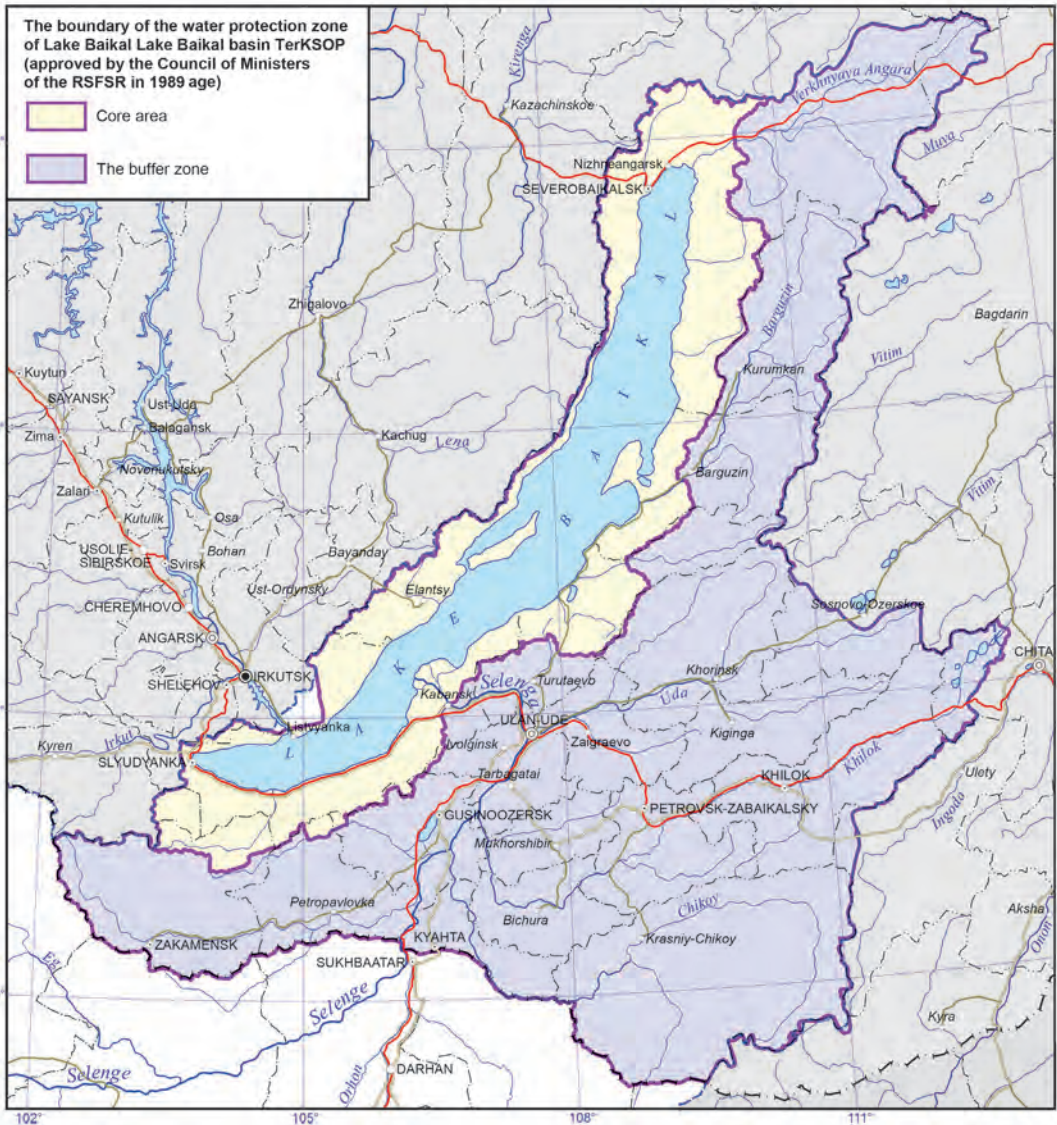 The boundary of the water protection zone
of Lake Baikal Lake Baikal basin TerKSOP
(approved by the Council of Ministers
of the RSFSR in 1989 age)
Core area
The buffer zone
Kirenga
Kazachinskoe
Verkhnyaya Angara
Muya
Nizhneangarsk
SEVEROBAIKALSK
Zhigalovo
Barguzin
Bagdarin
Vitim
Kuytun
SAYANSK
Ust-Uda
Balagansk
Zima
Kachug
Lena
Kurumkan
Novonukutsky
Zalari
Barguzin
Vitim
Kutulik
Osa
USOLIE-
SIBIRSKOE
Svirsk
Bohan
Bayanday
Ust-Ordynsky
Elantsy
CHEREMHOVO
Sosnovo-Ozerskoe
ANGARSK
SHELEHOV
IRKUTSK
CHITA
Khorinsk
Turutaevo
Kabansk
Selenga
Uda
Listvyanka
ULAN-UDE
Kiginga
Kyren
Irkut
SLYUDYANKA
Ivolginsk
Zaigraevo
Tarbagatai
KHILOK
Khilok
Ulety
Ingoda
GUSINOOZERSK
PETROVSK-ZABAIKALSKY
Mukhorshibir
LAKE BAIKAL
Petropavlovka
Bichura
Chikoy
Aksha
ZAKAMENSK
KYAHTA
Krasniy-Chikoy
Onon
SUKHBAATAR
Eg
Selenge
Kyra
I
Selenge
Orhon
DARHAN
102°
105°
108°
111°